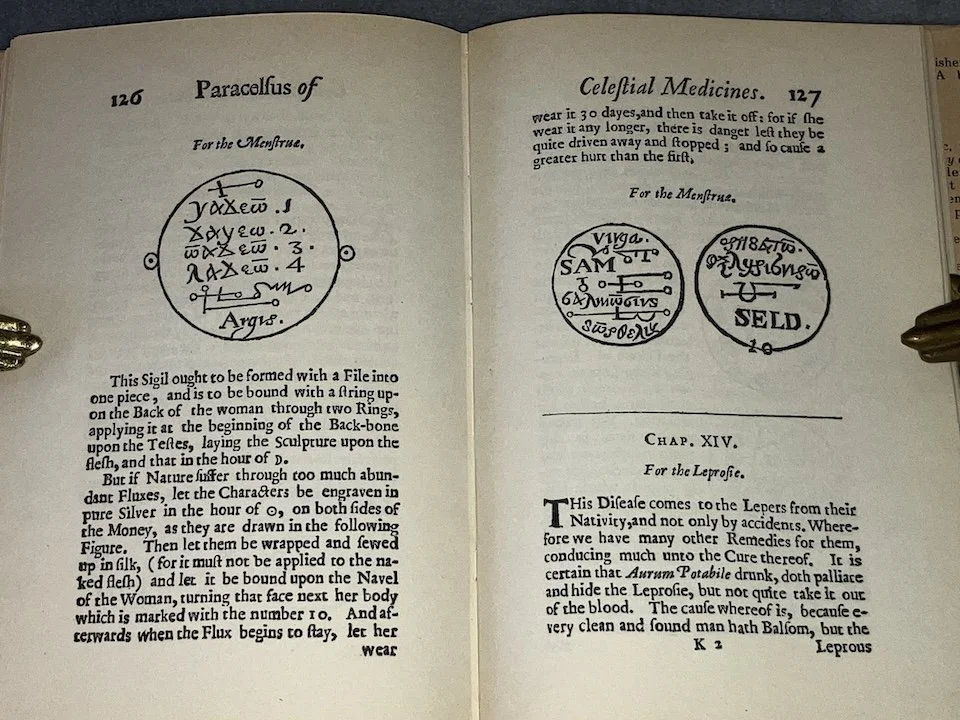 126 Paracelſus of
For the Menſtruæ.
1
2.
3.
4
Argis.
This Sigil ought to be formed with a File into
one piece, and is to be bound with a ſtring up-
on the Back of the woman through two Rings,
applying it at the beginning of the Back-bone
upon the Teſtes, laying the Sculpture upon the
fleſh, and that in the hour of ☽.
But if Nature ſuffer through too much abun-
dant Fluxes, let the Characters be engraven in
pure Silver in the hour of ☉, on both ſides of
the Money, as they are drawn in the following
Figure. Then let them be wrapped and ſewed
up in ſilk, (for it muſt not be applied to the na-
ked fleſh) and let it be bound upon the Navel
of the Woman, turning that face next her body
which is marked with the number 10. And af-
terwards when the Flux begins to ſtay, let her
wear
Celeſtial Medicines. 127
wear it 30 dayes, and then take it off: for if ſhe
wear it any longer, there is danger leſt they be
quite driven away and ſtopped; and ſo cauſe a
greater hurt than the firſt,
For the Menſtruæ.
Virga.
SAM
SELD.
10
CHAP. XIV.
For the Leproſie.
THis Diſeaſe comes to the Lepers from their
Nativity, and not only by accidents. Where-
fore we have many other Remedies for them,
conducing much unto the Cure thereof. It is
certain that Aurum Potabile drunk, doth palliate
and hide the Leproſie, but not quite take it out
of the blood. The cauſe whereof is, becauſe e-
very clean and ſound man hath Balſom, but the
K 2 Leprous